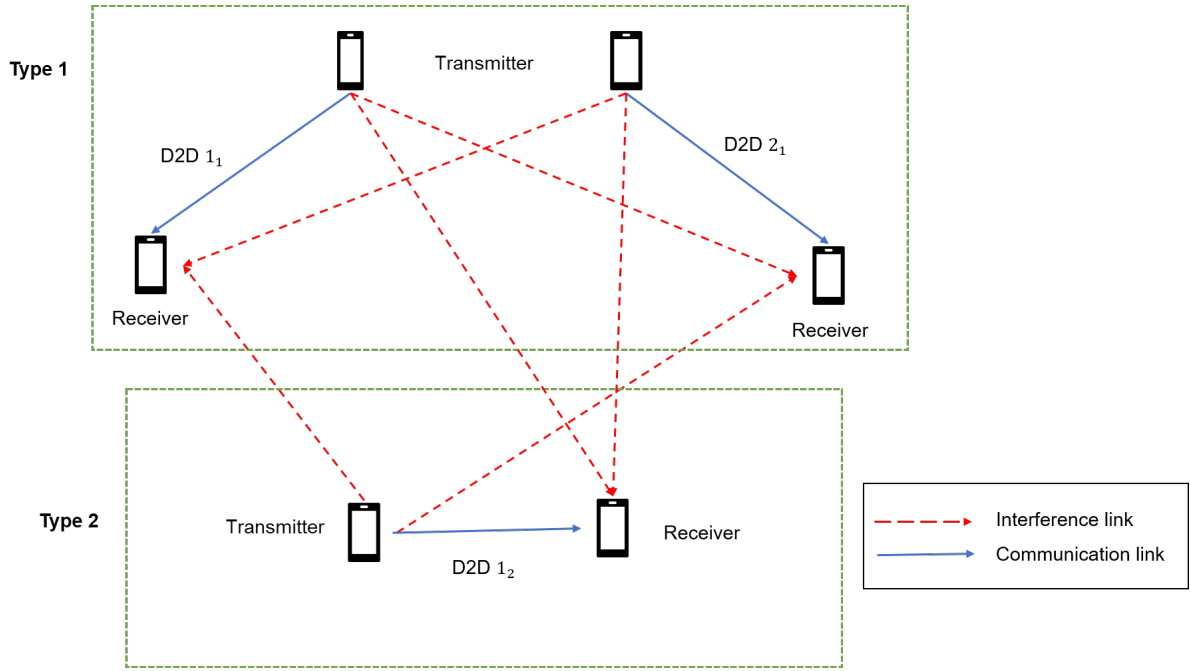 Type 1
Transmitter
D2D 1₁
D2D 2₁
Receiver
Receiver
Type 2
Transmitter
Receiver
D2D 1₂
Interference link
Communication link